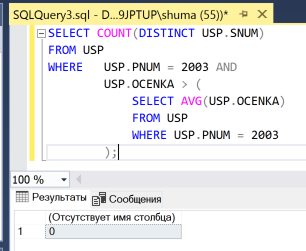 SQLQuery3.sql - D...9JPTUP\shuma (55))*
SELECT COUNT(DISTINCT USP.SNUM)
FROM USP
WHERE USP.PNUM = 2003 AND
USP.OCENKA > (
SELECT AVG(USP.OCENKA)
FROM USP
WHERE USP.PNUM = 2003
);
100 %
Результаты Сообщения
(Отсутствует имя столбца)
1 0